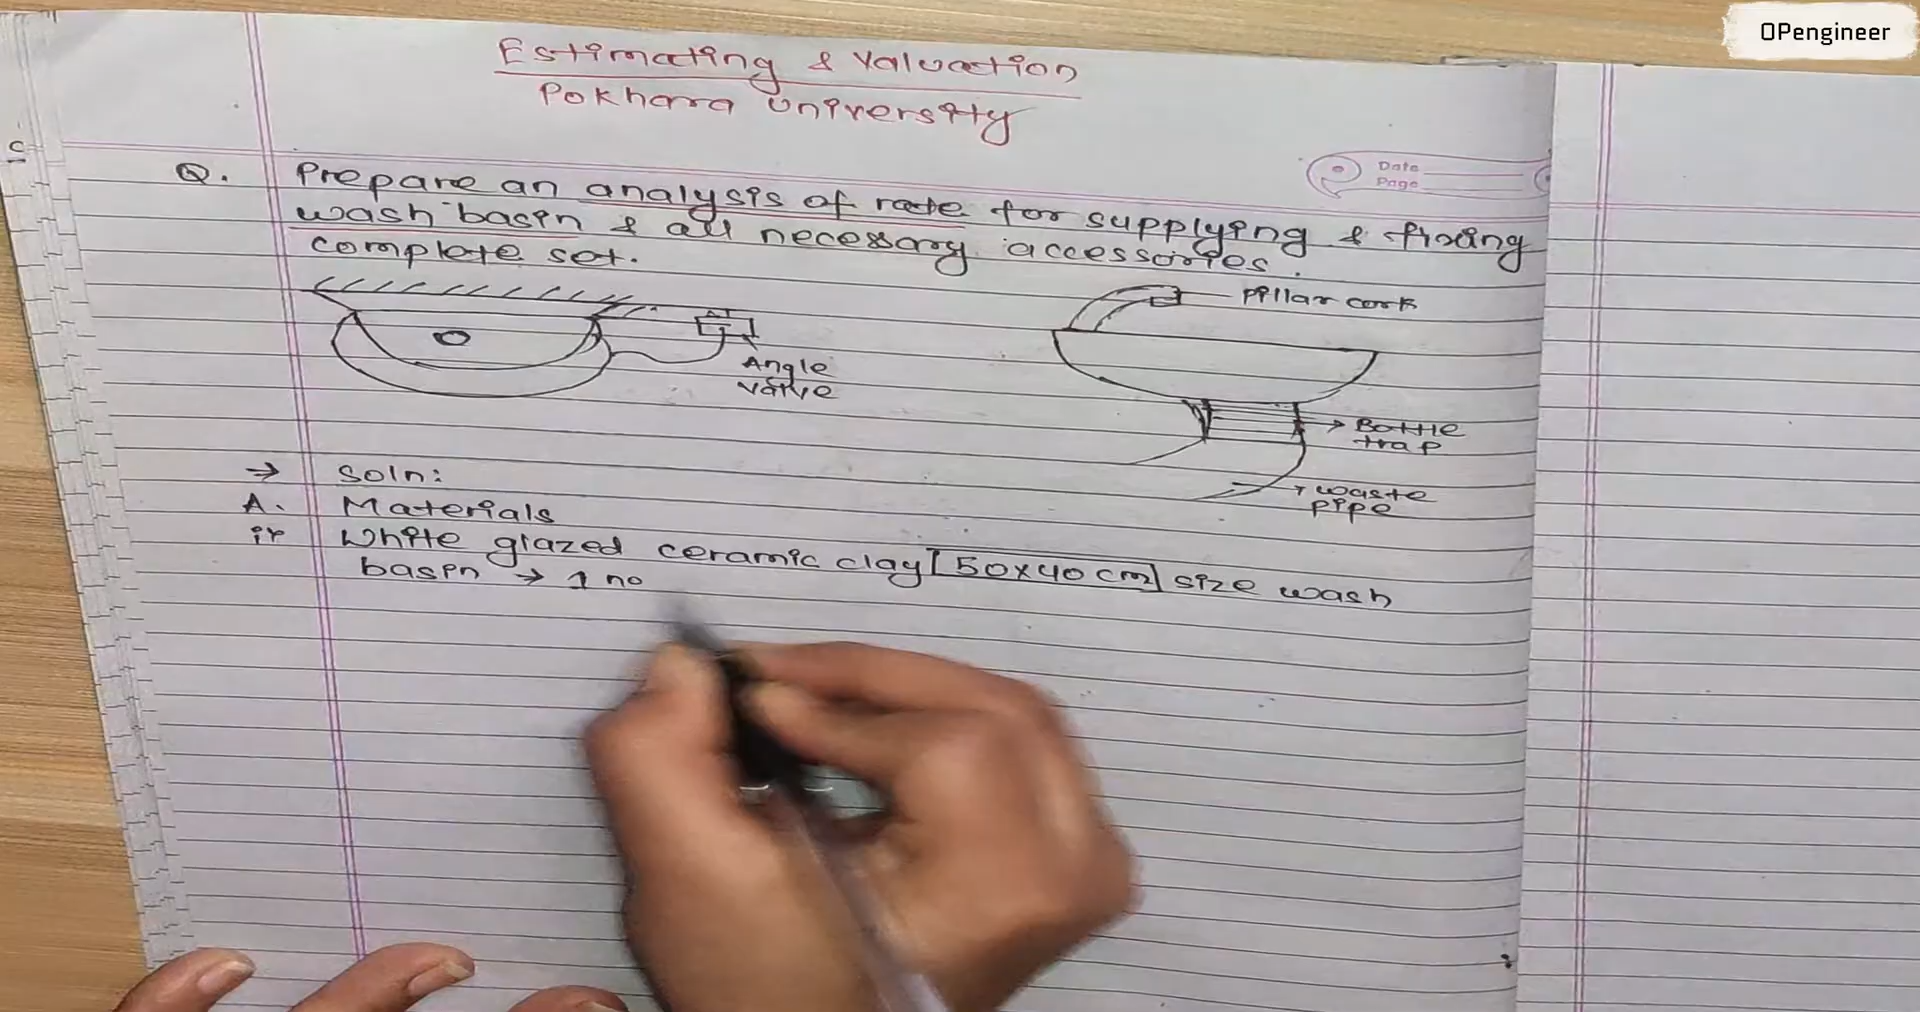 OPengineer
Estimating & Valuation
Pokhara University
Date
Page
Q. Prepare an analysis of rate for supplying & fixing
wash basin & all necessary accessories.
complete set.
Pillar cork
Angle
valve
Bottle
trap
waste
pipe
→ Soln:
A. Materials
i> White glazed ceramic clay [50x40 cm] size wash
basin → 1 no